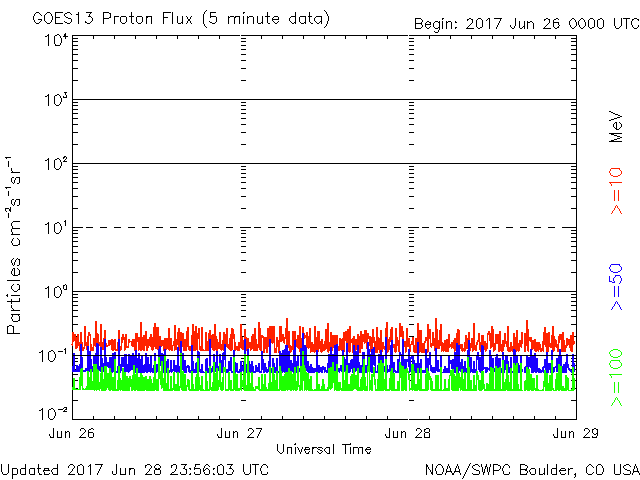 GOES13 Proton Flux (5 minute data)
Begin: 2017 Jun 26 0000 UTC
Particles cm⁻²s⁻¹sr⁻¹
10⁴
10³
10²
10¹
10⁰
10⁻¹
10⁻²
Jun 26
Jun 27
Jun 28
Jun 29
Universal Time
MeV
>=10
>=50
>=100
Updated 2017 Jun 28 23:56:03 UTC
NOAA/SWPC Boulder, CO USA